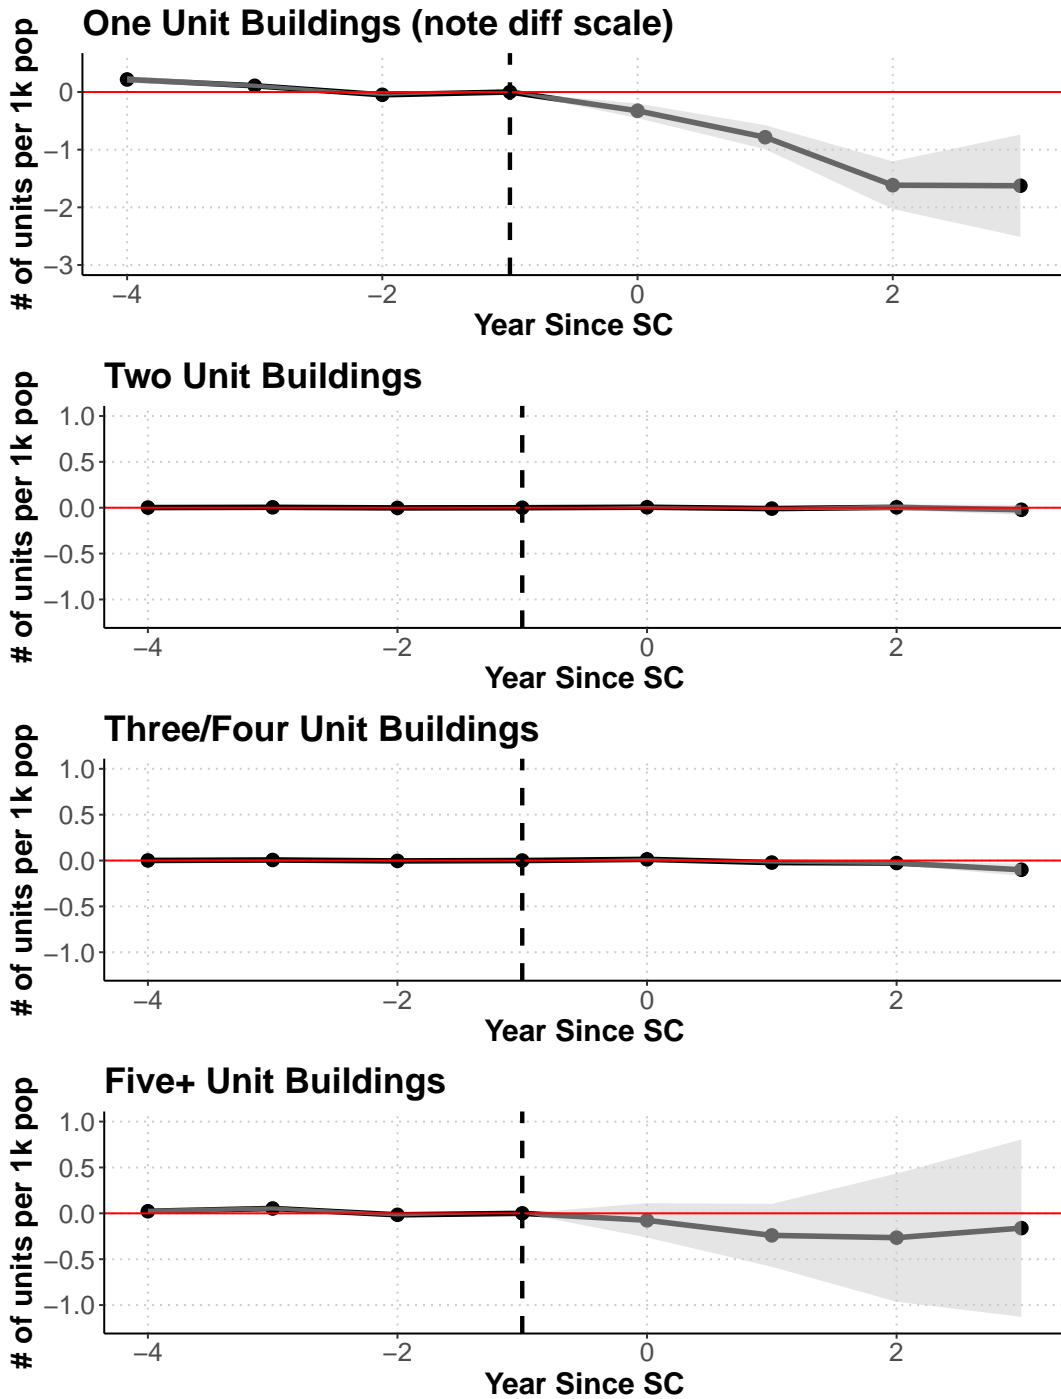 One Unit Buildings (note diff scale)
# of units per 1k pop
0
−1
−2
−3
−4
−2
0
2
Year Since SC
Two Unit Buildings
# of units per 1k pop
1.0
0.5
0.0
−0.5
−1.0
−4
−2
0
2
Year Since SC
Three/Four Unit Buildings
# of units per 1k pop
1.0
0.5
0.0
−0.5
−1.0
−4
−2
0
2
Year Since SC
Five+ Unit Buildings
# of units per 1k pop
1.0
0.5
0.0
−0.5
−1.0
−4
−2
0
2
Year Since SC